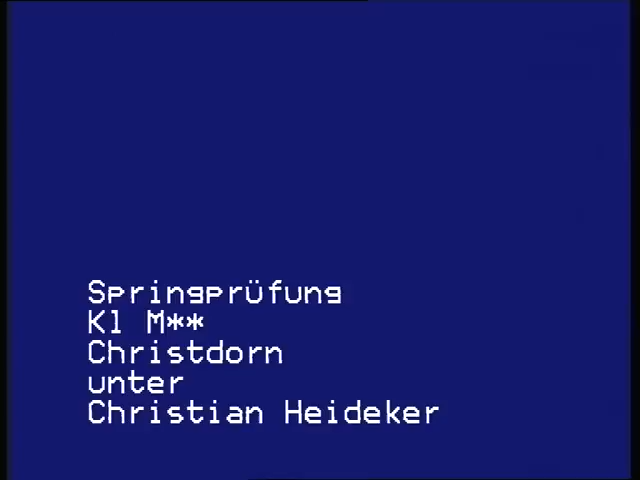 Springprüfung
Kl M**
Christdorn
unter
Christian Heideker